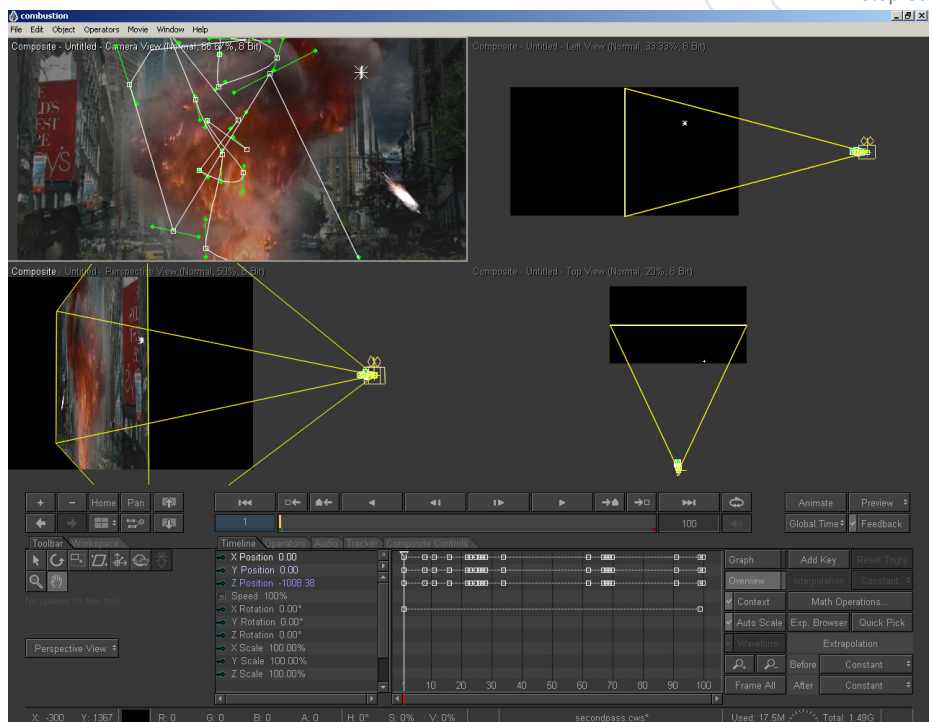 combustion
File Edit Object Operators Movie Window Help
Composite - Untitled - Camera View (Normal, 66.67%, 8 Bit)
Composite - Untitled - Left View (Normal, 33.33%, 8 Bit)
Composite - Untitled - Perspective View (Normal, 50%, 8 Bit)
Composite - Untitled - Top View (Normal, 20%, 8 Bit)
+ − Home Pan
Animate Preview
1 100
Global Time Feedback
Toolbar Workspace
Timeline Operators Audio Tracker Composite Controls
No options for this tool
Perspective View
X Position 0.00
Y Position 0.00
Z Position -1008.38
Speed 100%
X Rotation 0.00°
Y Rotation 0.00°
Z Rotation 0.00°
X Scale 100.00%
Y Scale 100.00%
Z Scale 100.00%
1 10 20 30 40 50 60 70 80 90 100
Graph Add Key Reset Tngts
Overview Interpolation Constant
Context Math Operations...
Auto Scale Exp. Browser Quick Pick
Waveform Extrapolation
Before Constant
Frame All After Constant
X: -300 Y: 1367 R: 0 G: 0 B: 0 A: 0 H: 0° S: 0% V: 0% secondpass.cws* Used: 17.5M Total: 1.49G